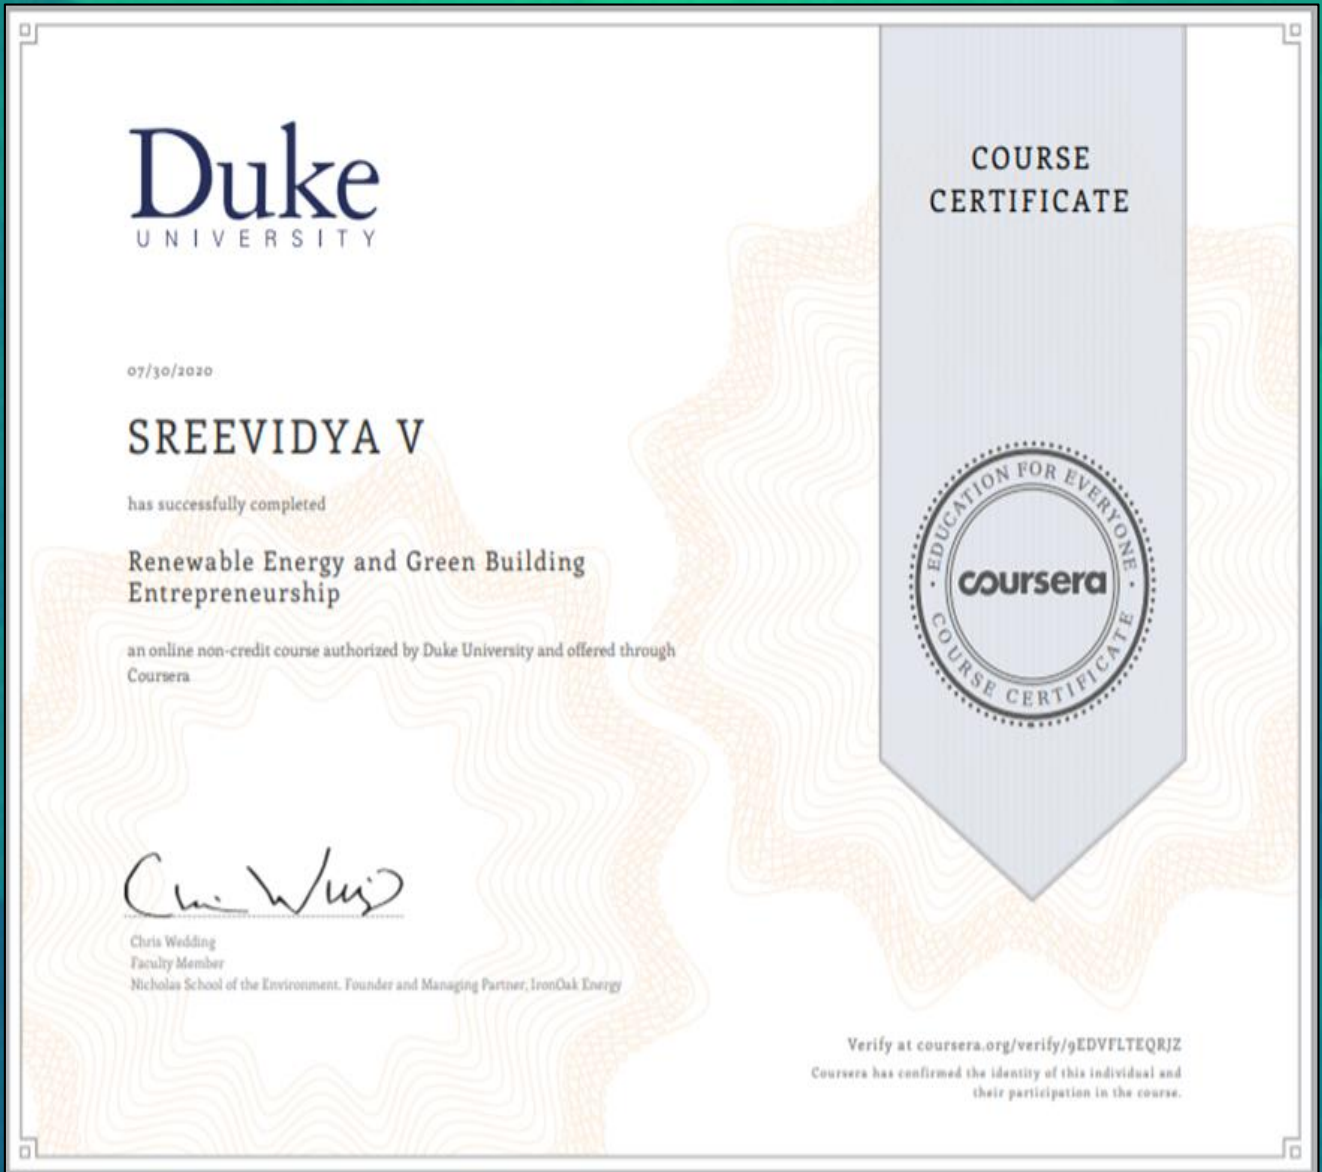 Duke
UNIVERSITY
COURSE
CERTIFICATE
07/30/2020
SREEVIDYA V
has successfully completed
Renewable Energy and Green Building
Entrepreneurship
an online non-credit course authorized by Duke University and offered through
Coursera
EDUCATION FOR EVERYONE
coursera
COURSE CERTIFICATE
Chris Wedding
Faculty Member
Nicholas School of the Environment. Founder and Managing Partner, IronOak Energy
Verify at coursera.org/verify/9EDVFLTEQRJZ
Coursera has confirmed the identity of this individual and
their participation in the course.